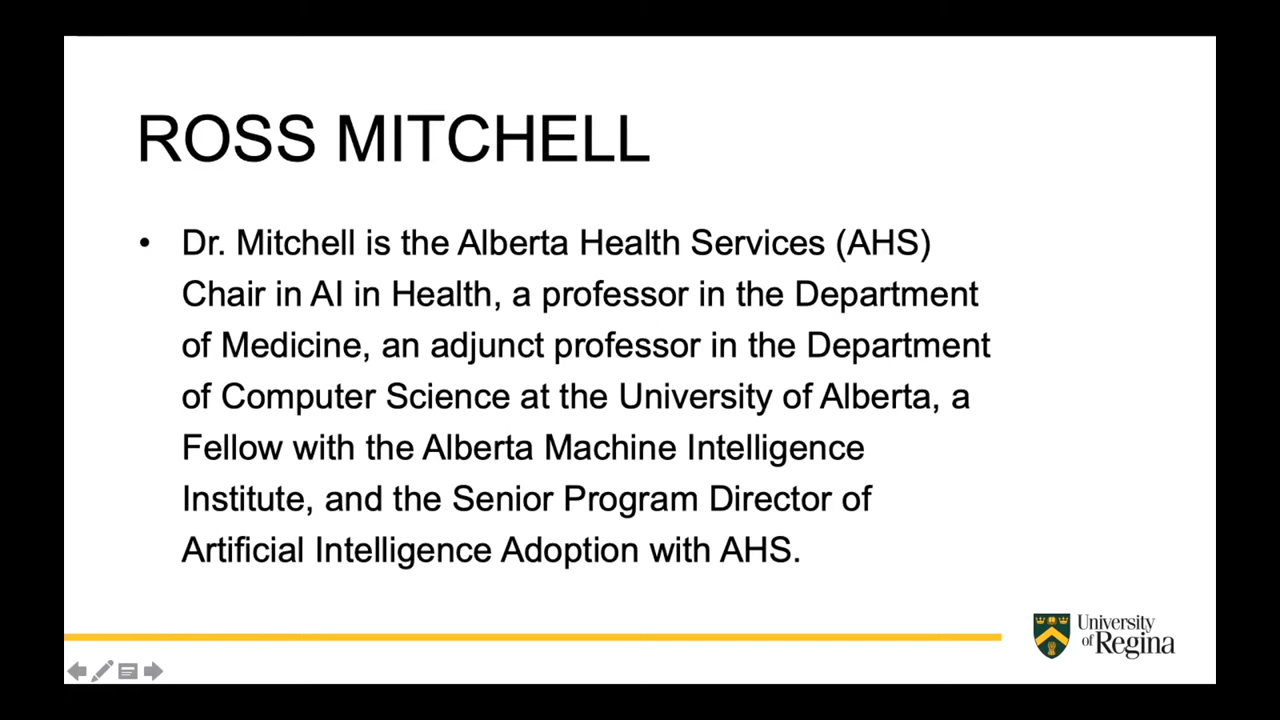 ROSS MITCHELL
• Dr. Mitchell is the Alberta Health Services (AHS)
Chair in AI in Health, a professor in the Department
of Medicine, an adjunct professor in the Department
of Computer Science at the University of Alberta, a
Fellow with the Alberta Machine Intelligence
Institute, and the Senior Program Director of
Artificial Intelligence Adoption with AHS.
University
of Regina